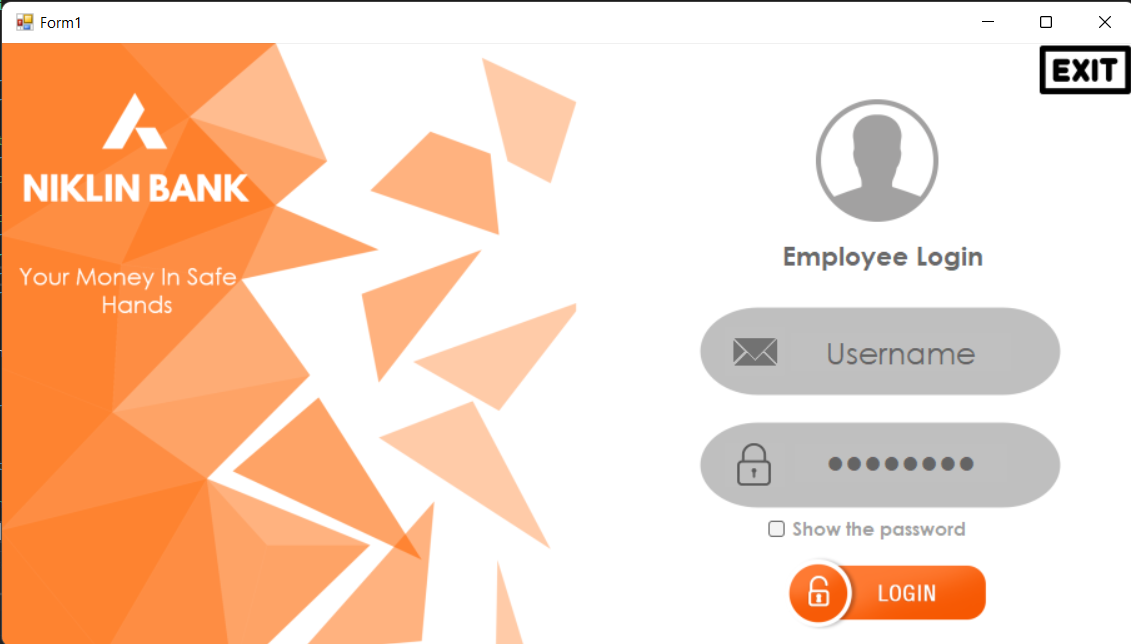 Form1
EXIT
NIKLIN BANK
Your Money In Safe
Hands
Employee Login
Username
●●●●●●●●
Show the password
LOGIN